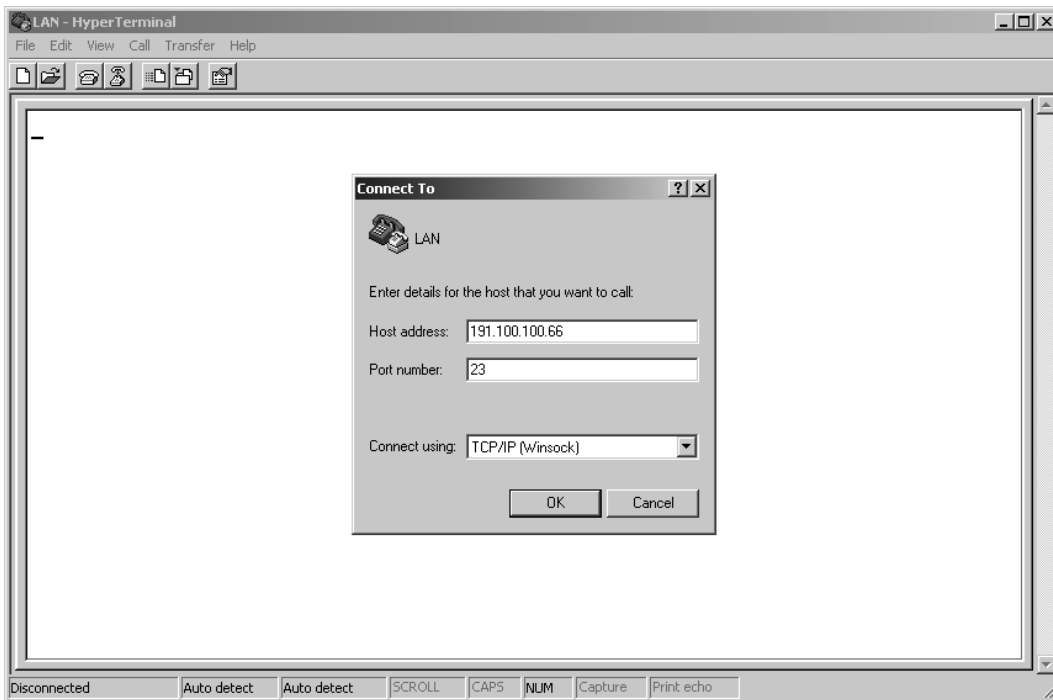 LAN - HyperTerminal
File Edit View Call Transfer Help
Connect To
LAN
Enter details for the host that you want to call:
Host address: 191.100.100.66
Port number: 23
Connect using: TCP/IP (Winsock)
OK Cancel
Disconnected Auto detect Auto detect SCROLL CAPS NUM Capture Print echo